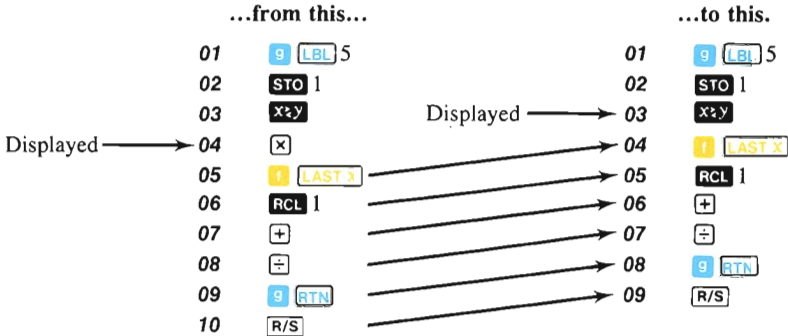 ...from this... ...to this.
01 g LBL 5 01 g LBL 5
02 STO 1 02 STO 1
03 x≷y Displayed 03 x≷y
Displayed 04 × 04 f LAST X
05 f LAST X 05 RCL 1
06 RCL 1 06 +
07 + 07 ÷
08 ÷ 08 g RTN
09 g RTN 09 R/S
10 R/S